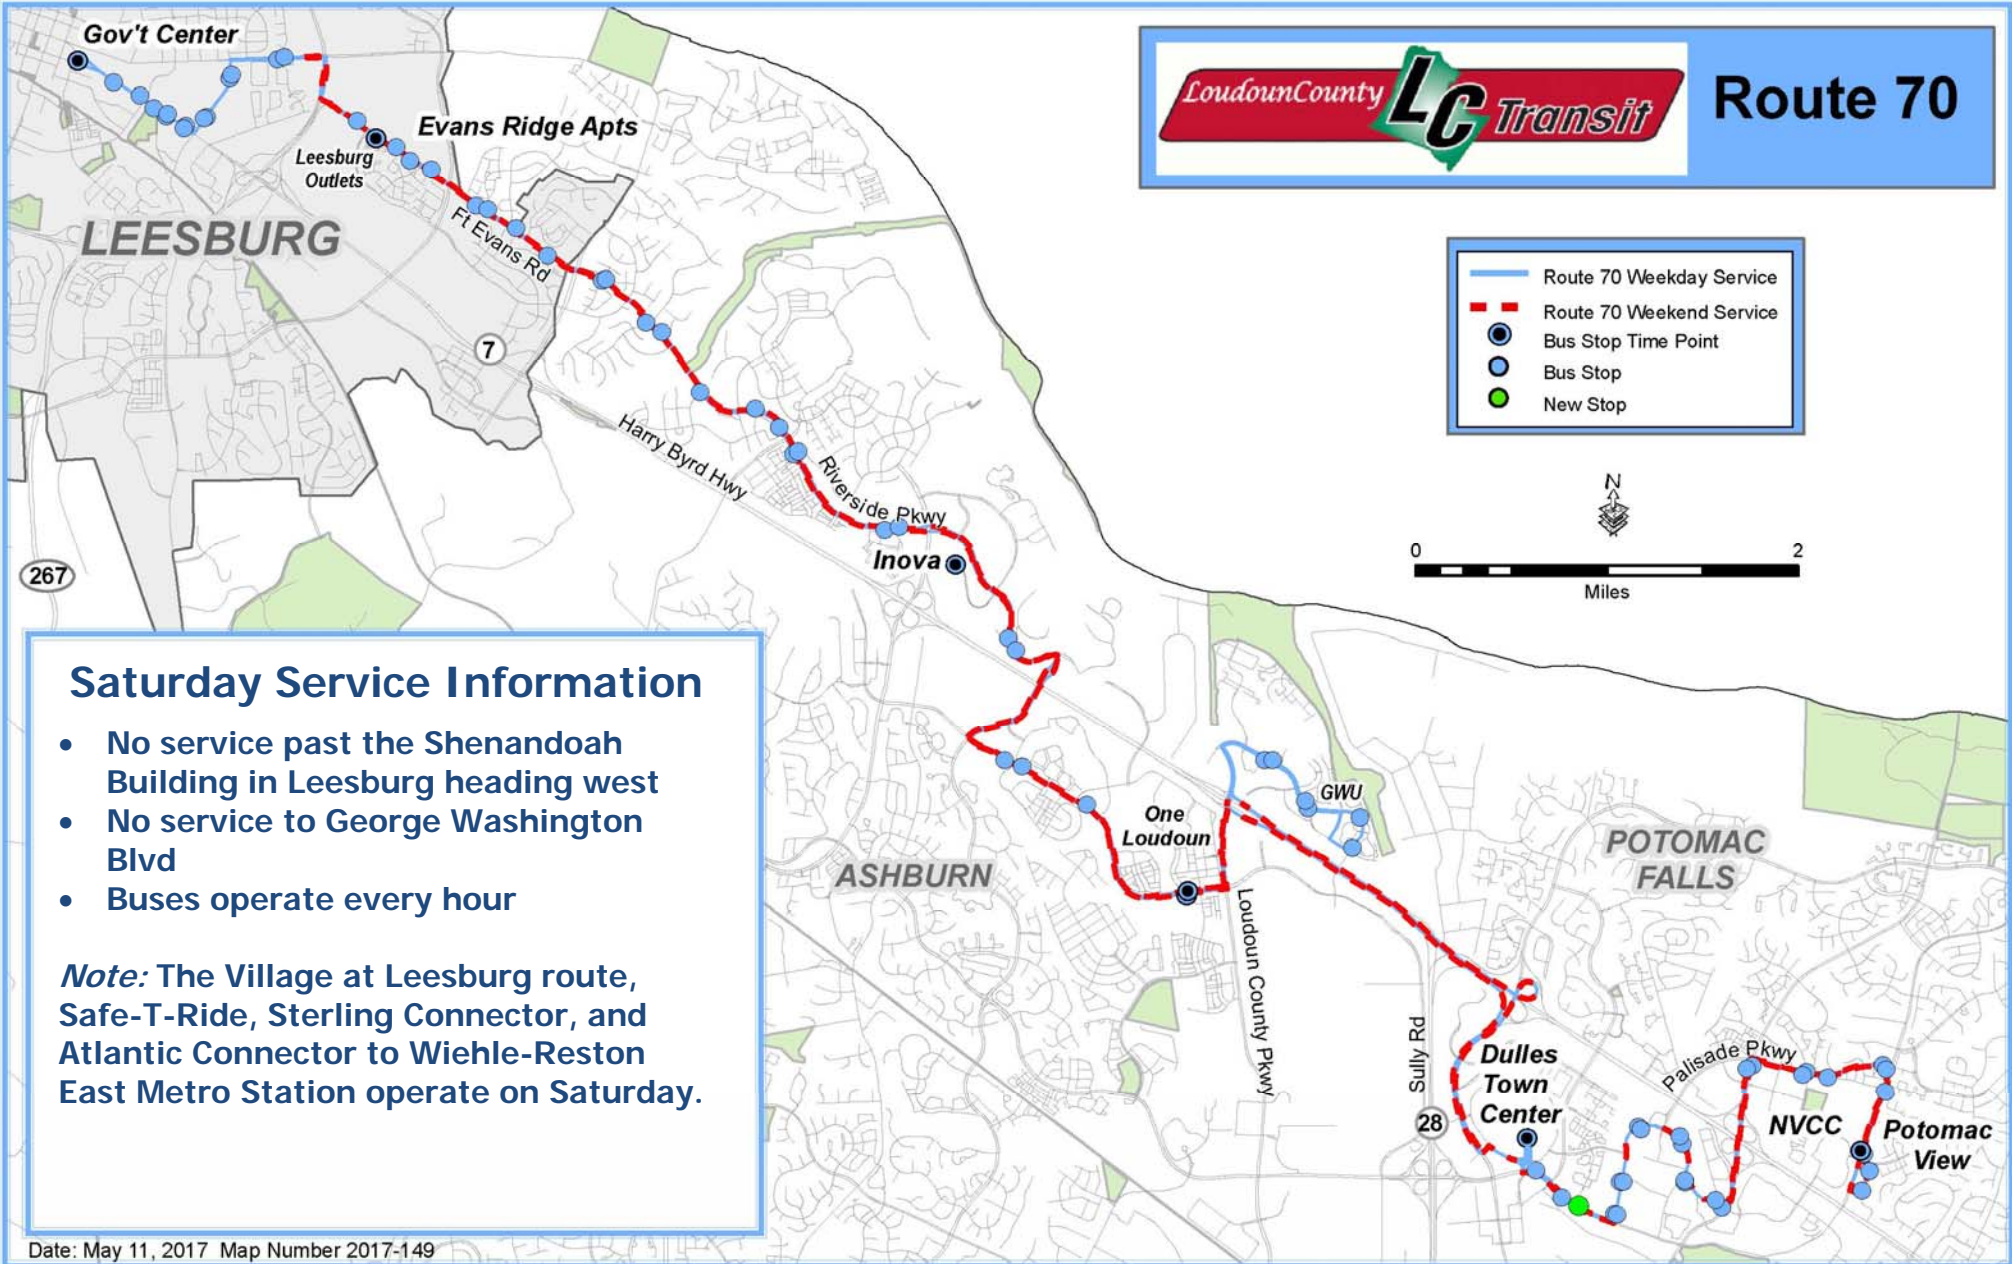 Gov't Center
Evans Ridge Apts
Leesburg
Outlets
LEESBURG
Ft Evans Rd
7
Harry Byrd Hwy
Riverside Pkwy
Inova
267
LoudounCounty LC Transit
Route 70
Route 70 Weekday Service
Route 70 Weekend Service
Bus Stop Time Point
Bus Stop
New Stop
N
0 2
Miles
Saturday Service Information
• No service past the Shenandoah
Building in Leesburg heading west
• No service to George Washington
Blvd
• Buses operate every hour
Note: The Village at Leesburg route,
Safe-T-Ride, Sterling Connector, and
Atlantic Connector to Wiehle-Reston
East Metro Station operate on Saturday.
GWU
One
Loudoun
ASHBURN
POTOMAC
FALLS
Loudoun County Pkwy
Sully Rd
28
Dulles
Town
Center
Palisade Pkwy
NVCC
Potomac
View
Date: May 11, 2017 Map Number 2017-149